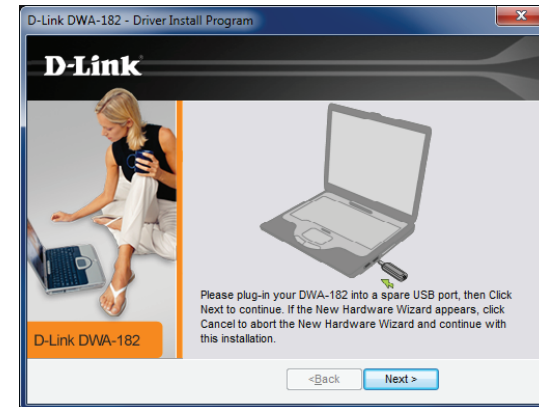 D-Link DWA-182 - Driver Install Program
D-Link
Please plug-in your DWA-182 into a spare USB port, then Click
Next to continue. If the New Hardware Wizard appears, click
Cancel to abort the New Hardware Wizard and continue with
this installation.
D-Link DWA-182
<Back Next >